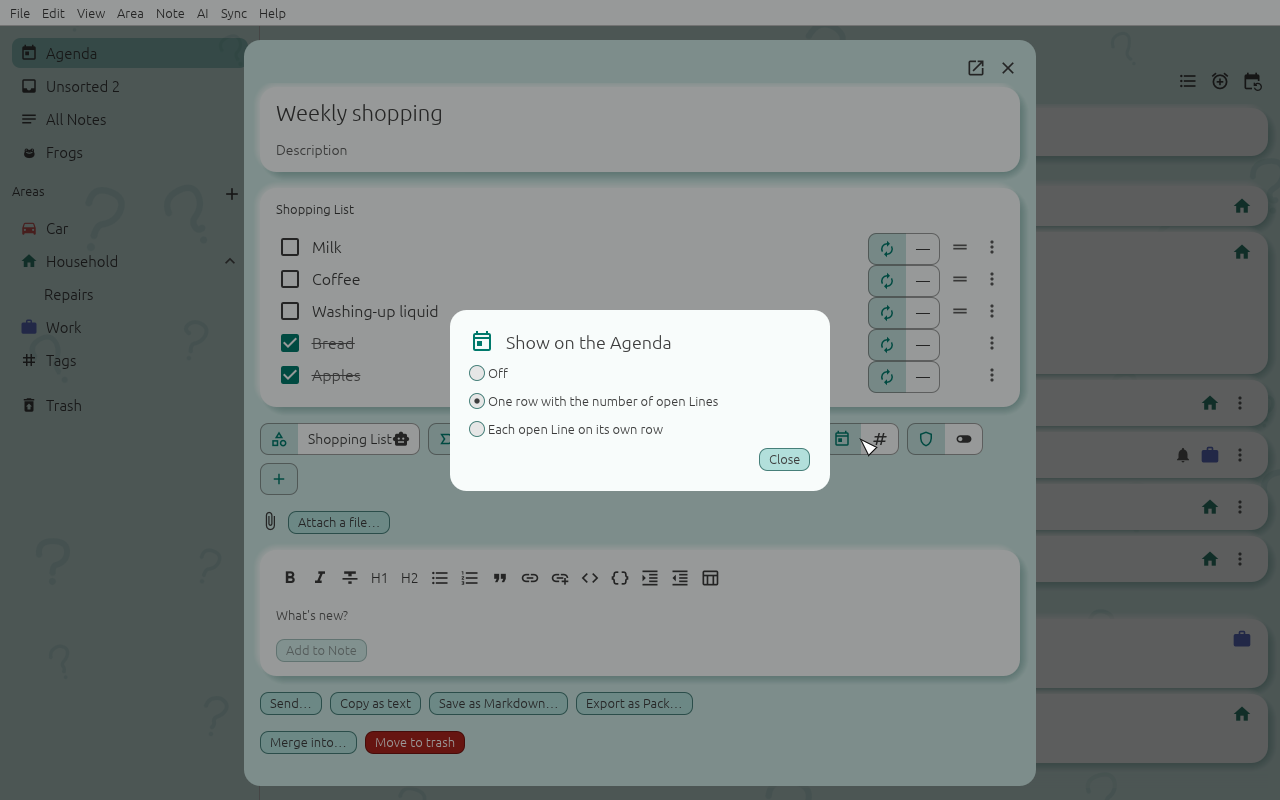 File Edit View Area Note AI Sync Help
Agenda
Unsorted 2
All Notes
Frogs
Areas
Car
Household
Repairs
Work
Tags
Trash
Weekly shopping
Description
Shopping List
Milk
Coffee
Washing-up liquid
Bread
Apples
Show on the Agenda
Off
One row with the number of open Lines
Each open Line on its own row
Close
Shopping List
Attach a file…
H1 H2
What's new?
Add to Note
Send… Copy as text Save as Markdown… Export as Pack…
Merge into… Move to trash